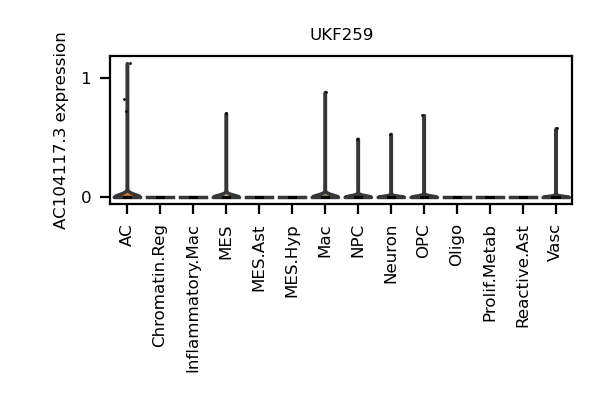 UKF259
AC104117.3 expression
1
0
AC
Chromatin.Reg
Inflammatory.Mac
MES
MES.Ast
MES.Hyp
Mac
NPC
Neuron
OPC
Oligo
Prolif.Metab
Reactive.Ast
Vasc